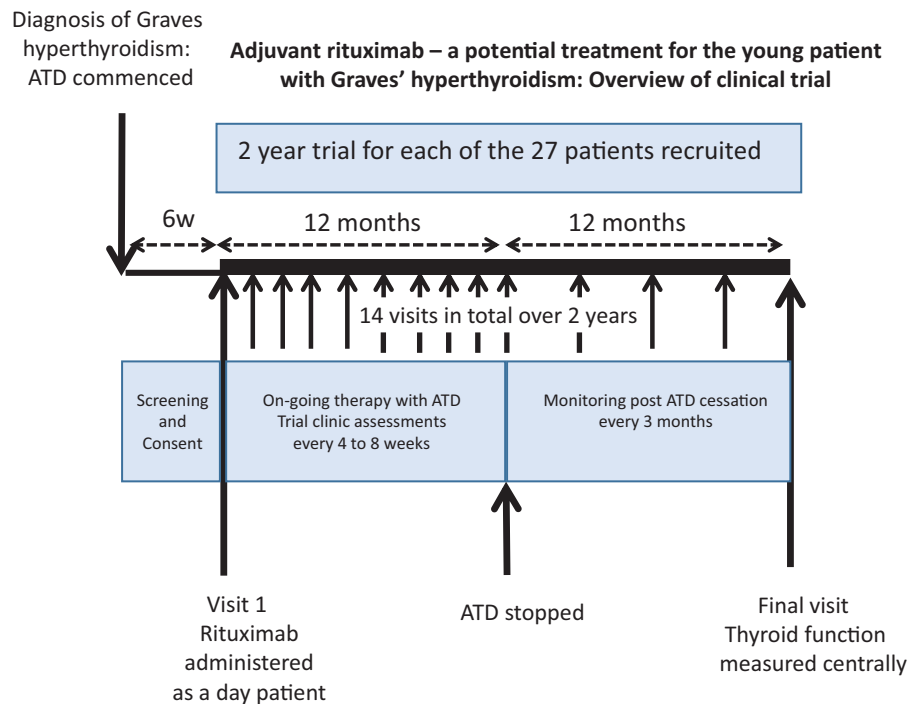 Diagnosis of Graves
hyperthyroidism:
ATD commenced
Adjuvant rituximab – a potential treatment for the young patient
with Graves’ hyperthyroidism: Overview of clinical trial
2 year trial for each of the 27 patients recruited
6w
12 months
12 months
14 visits in total over 2 years
Screening
and
Consent
On-going therapy with ATD
Trial clinic assessments
every 4 to 8 weeks
Monitoring post ATD cessation
every 3 months
Visit 1
Rituximab
administered
as a day patient
ATD stopped
Final visit
Thyroid function
measured centrally